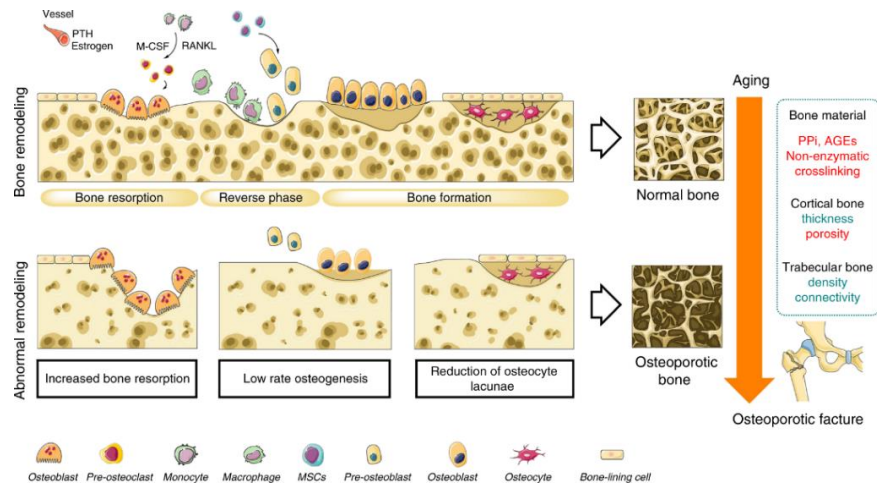 Vessel
PTH
Estrogen
M-CSF
RANKL
Bone remodeling
Bone resorption
Reverse phase
Bone formation
Normal bone
Abnormal remodeling
Increased bone resorption
Low rate osteogenesis
Reduction of osteocyte
lacunae
Osteoporotic
bone
Aging
Bone material
PPi, AGEs
Non-enzymatic
crosslinking
Cortical bone
thickness
porosity
Trabecular bone
density
connectivity
Osteoporotic facture
Osteoblast
Pre-osteoclast
Monocyte
Macrophage
MSCs
Pre-osteoblast
Osteoblast
Osteocyte
Bone-lining cell